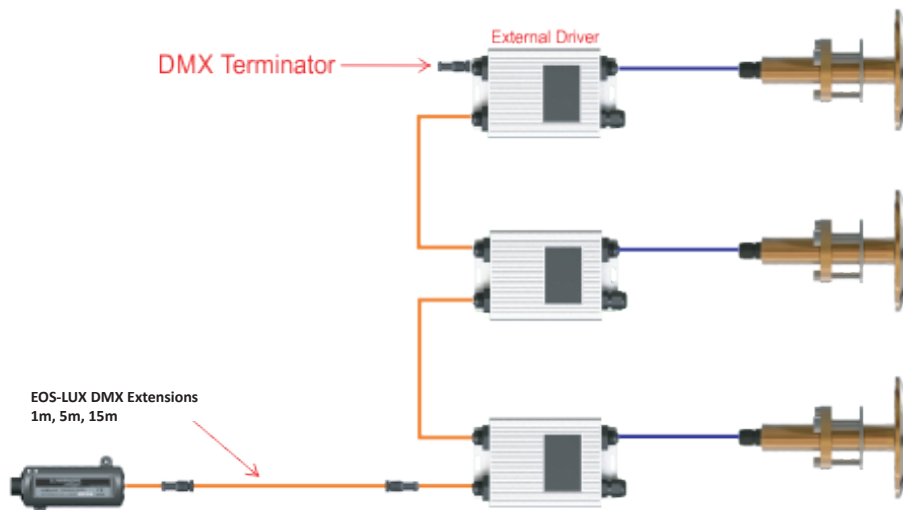 External Driver
DMX Terminator
EOS-LUX DMX Extensions
1m, 5m, 15m